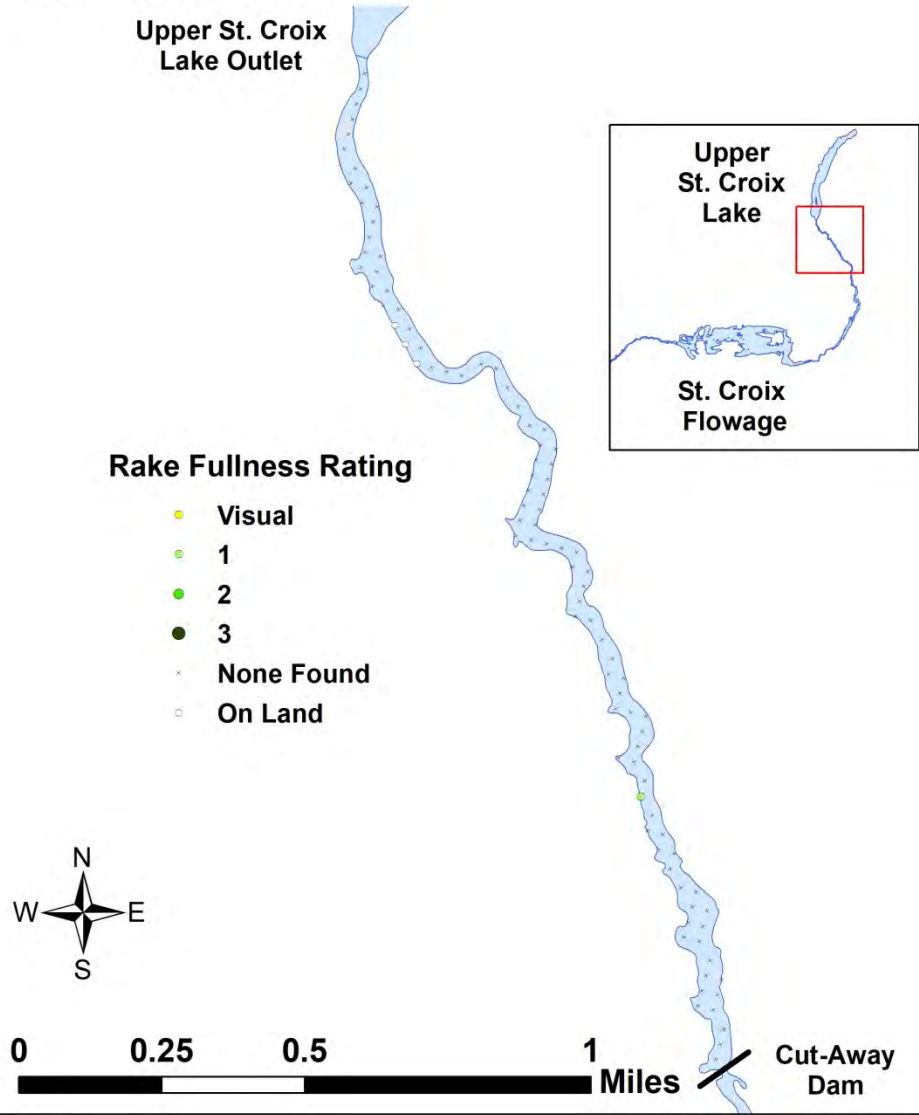 Upper St. Croix
Lake Outlet
Upper
St. Croix
Lake
St. Croix
Flowage
Rake Fullness Rating
Visual
1
2
3
None Found
On Land
N
W
E
S
0
0.25
0.5
1
Miles
Cut-Away
Dam